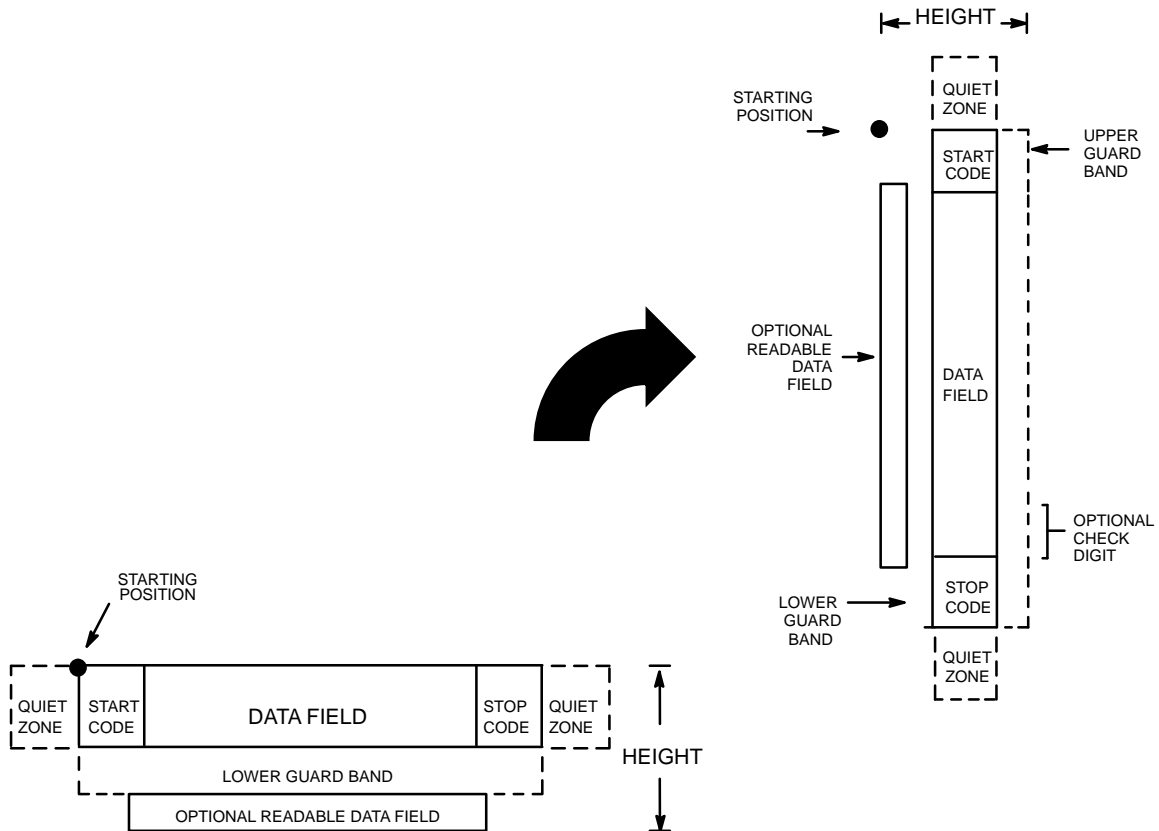 HEIGHT
QUIET
ZONE
STARTING
POSITION
UPPER
GUARD
BAND
START
CODE
OPTIONAL
READABLE
DATA
FIELD
DATA
FIELD
OPTIONAL
CHECK
DIGIT
LOWER
GUARD
BAND
STOP
CODE
QUIET
ZONE
STARTING
POSITION
QUIET
ZONE
START
CODE
DATA FIELD
STOP
CODE
QUIET
ZONE
HEIGHT
LOWER GUARD BAND
OPTIONAL READABLE DATA FIELD